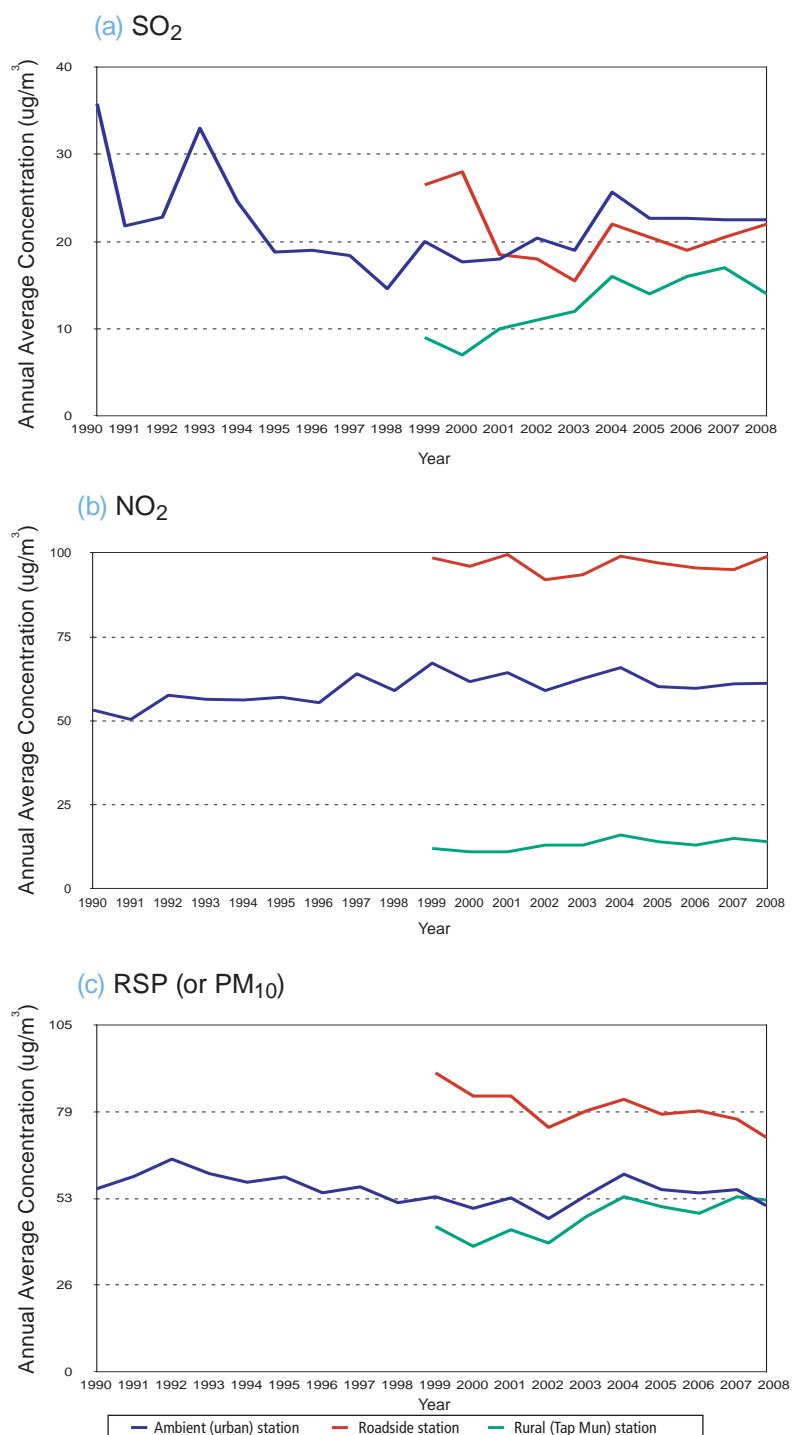 (a) SO2
Annual Average Concentration (ug/m3)
40
30
20
10
0
1990 1991 1992 1993 1994 1995 1996 1997 1998 1999 2000 2001 2002 2003 2004 2005 2006 2007 2008
Year
(b) NO2
Annual Average Concentration (ug/m3)
100
75
50
25
0
1990 1991 1992 1993 1994 1995 1996 1997 1998 1999 2000 2001 2002 2003 2004 2005 2006 2007 2008
Year
(c) RSP (or PM10)
Annual Average Concentration (ug/m3)
105
79
53
26
0
1990 1991 1992 1993 1994 1995 1996 1997 1998 1999 2000 2001 2002 2003 2004 2005 2006 2007 2008
Year
Ambient (urban) station Roadside station Rural (Tap Mun) station